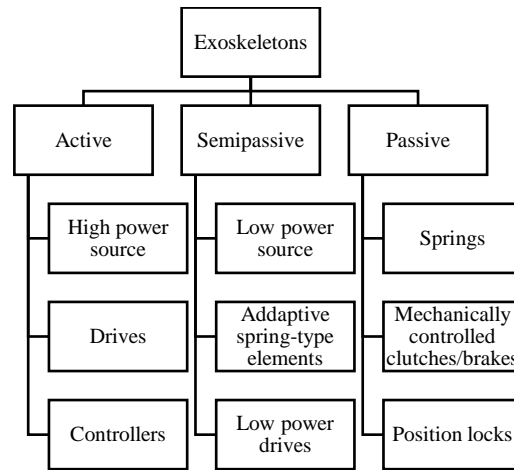 Exoskeletons
Active
Semipassive
Passive
High power
source
Low power
source
Springs
Drives
Addaptive
spring-type
elements
Mechanically
controlled
clutches/brakes
Controllers
Low power
drives
Position locks